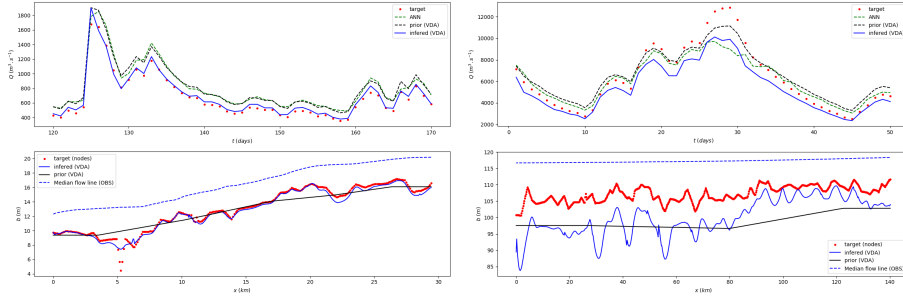 target
ANN
prior (VDA)
infered (VDA)
1800
1600
1400
1200
1000
800
600
400
Q (m³.s⁻¹)
120
130
140
150
160
170
t (days)
target
ANN
prior (VDA)
infered (VDA)
12000
10000
8000
6000
4000
2000
Q (m³.s⁻¹)
0
10
20
30
40
50
t (days)
target (nodes)
infered (VDA)
prior (VDA)
Median flow line (OBS)
20
18
16
14
12
10
8
6
4
b (m)
0
5
10
15
20
25
30
x (km)
120
115
110
105
100
95
90
85
b (m)
target (nodes)
infered (VDA)
prior (VDA)
Median flow line (OBS)
0
20
40
60
80
100
120
140
x (km)